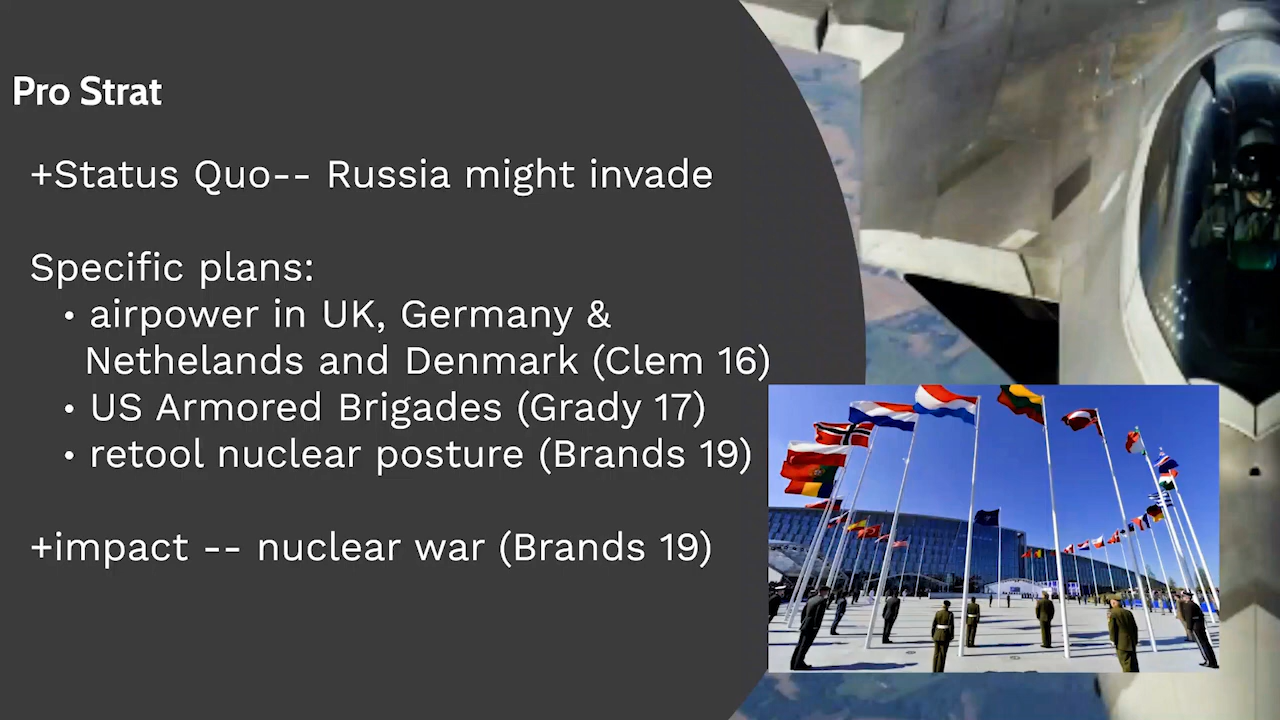 Pro Strat
+Status Quo-- Russia might invade
Specific plans:
• airpower in UK, Germany &
Nethelands and Denmark (Clem 16)
• US Armored Brigades (Grady 17)
• retool nuclear posture (Brands 19)
+impact -- nuclear war (Brands 19)